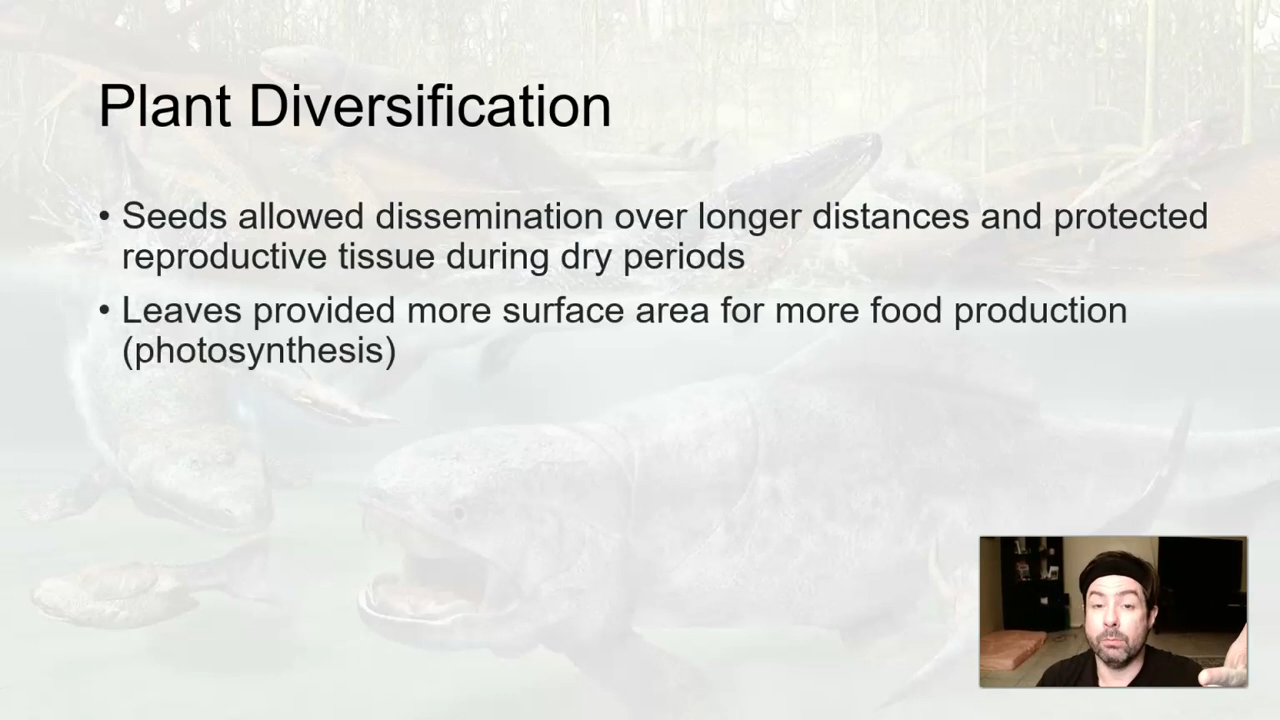 Plant Diversification
• Seeds allowed dissemination over longer distances and protected
reproductive tissue during dry periods
• Leaves provided more surface area for more food production
(photosynthesis)